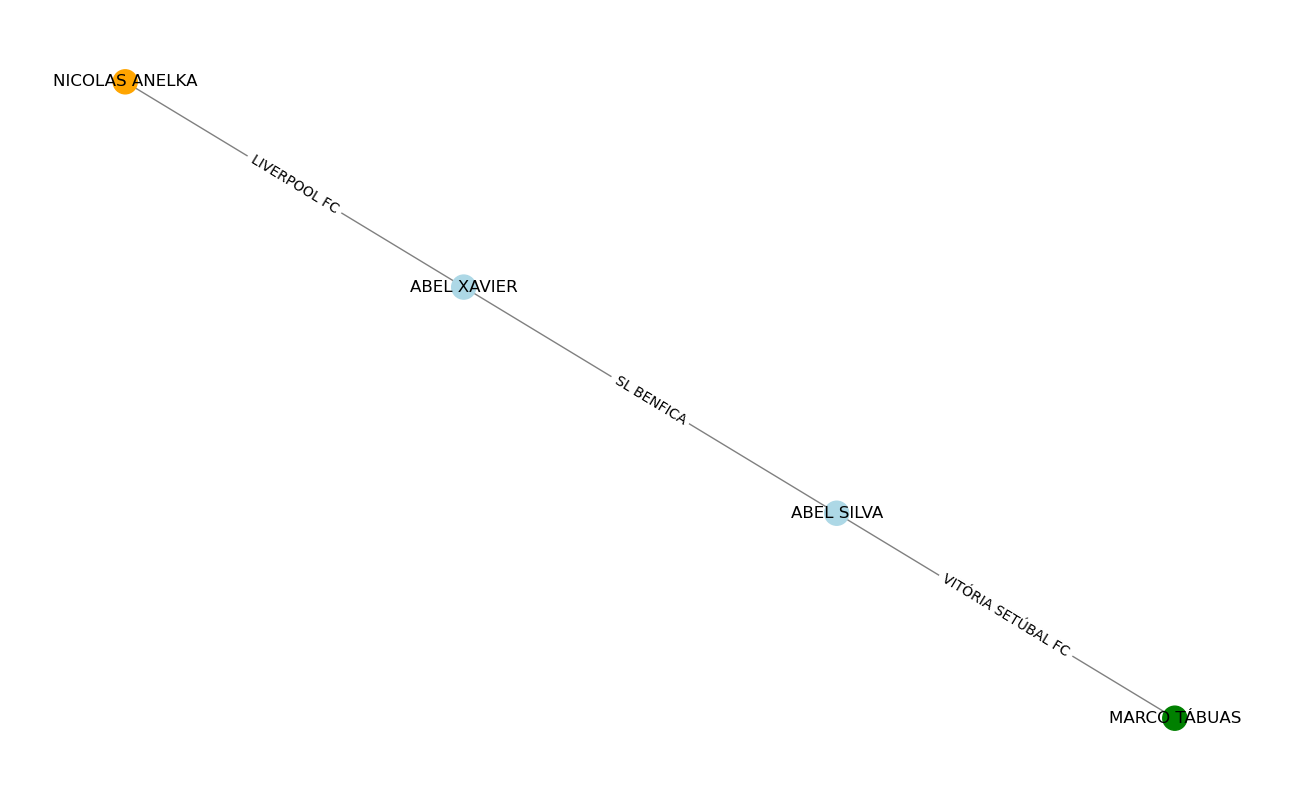 NICOLAS ANELKA
LIVERPOOL FC
ABEL XAVIER
SL BENFICA
ABEL SILVA
VITÓRIA SETÚBAL FC
MARCO TÁBUAS